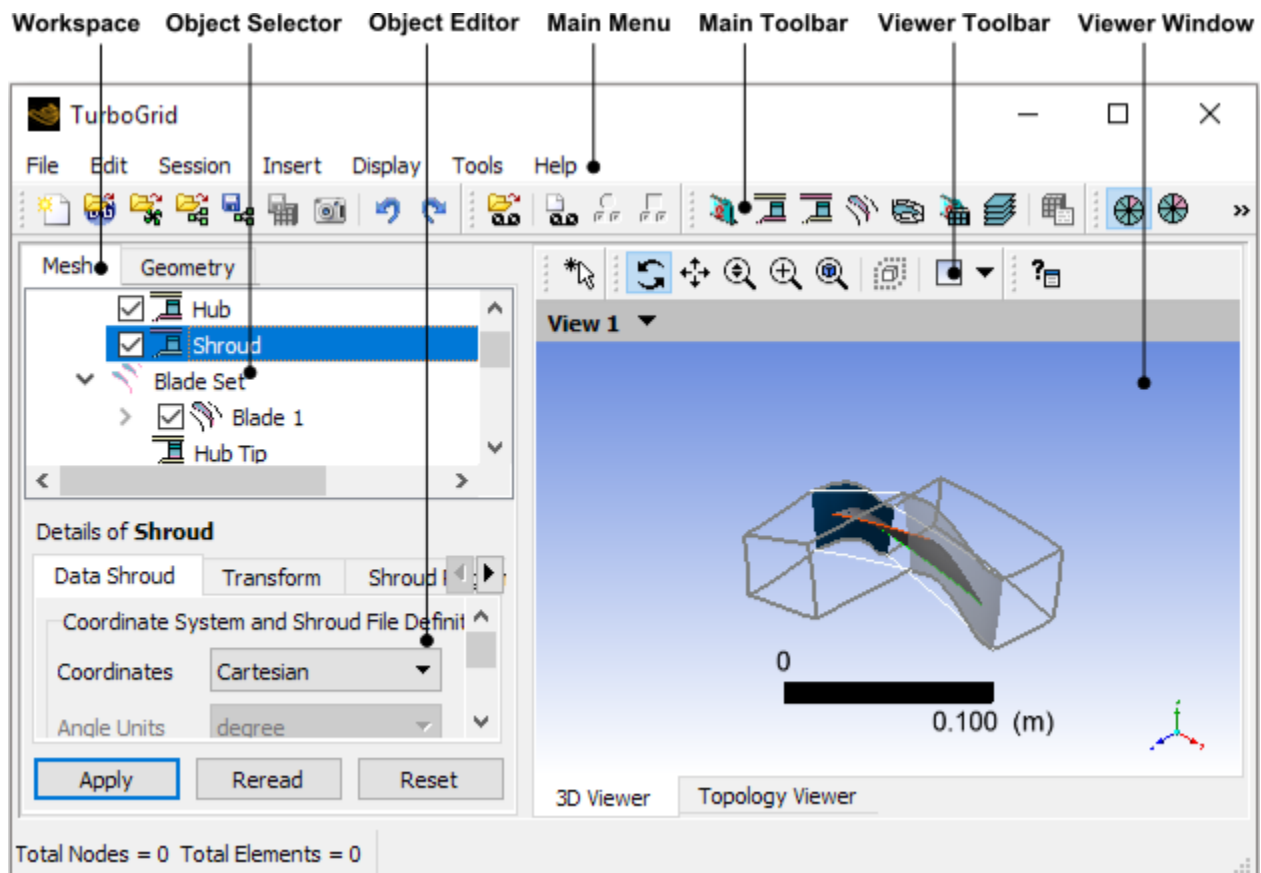 Workspace Object Selector Object Editor Main Menu Main Toolbar Viewer Toolbar Viewer Window
TurboGrid
File Edit Session Insert Display Tools Help
Mesh Geometry
Hub
Shroud
Blade Set
Blade 1
Hub Tip
Details of Shroud
Data Shroud Transform Shroud
Coordinate System and Shroud File Definit
Coordinates Cartesian
Angle Units degree
Apply Reread Reset
View 1
0
0.100 (m)
3D Viewer Topology Viewer
Total Nodes = 0 Total Elements = 0